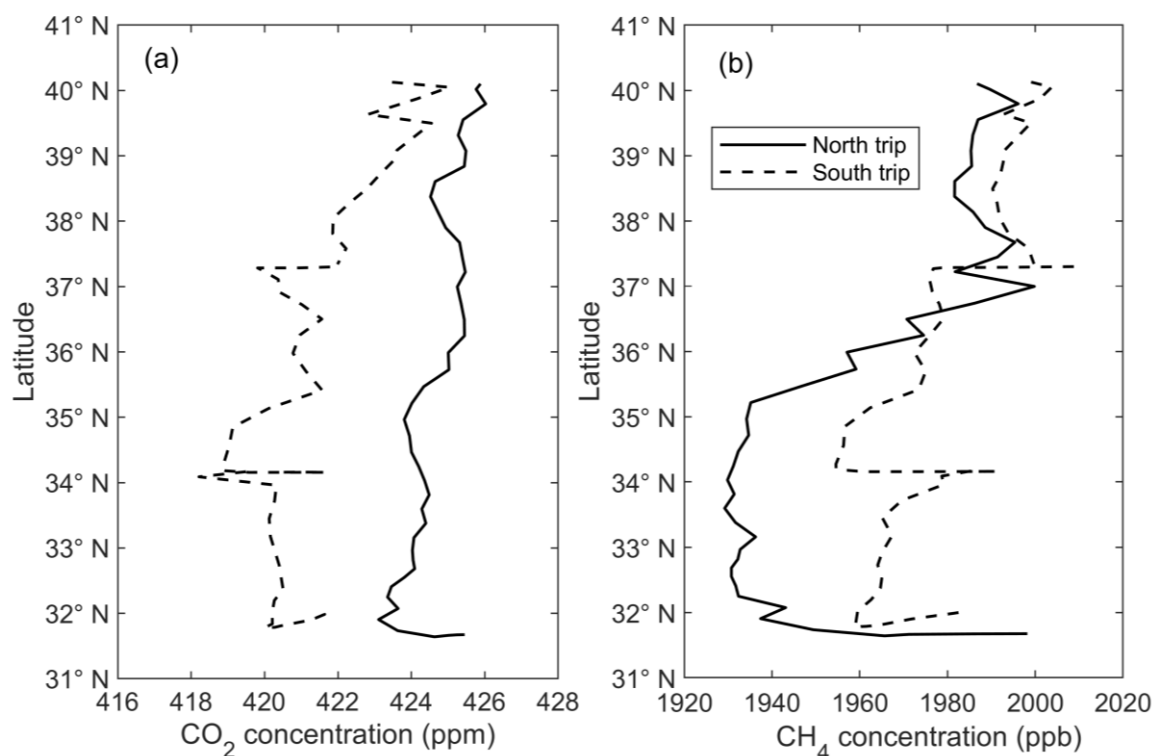 (a)
41° N
40° N
39° N
38° N
37° N
36° N
35° N
34° N
33° N
32° N
31° N
Latitude
416 418 420 422 424 426 428
CO2 concentration (ppm)
(b)
North trip
South trip
41° N
40° N
39° N
38° N
37° N
36° N
35° N
34° N
33° N
32° N
31° N
Latitude
1920 1940 1960 1980 2000 2020
CH4 concentration (ppb)